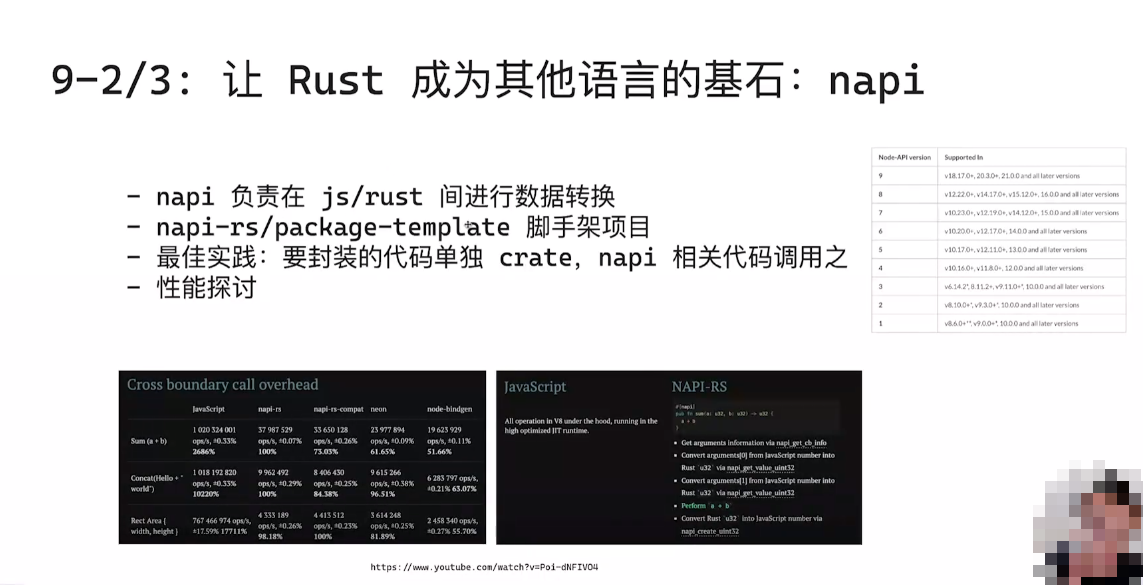 9-2/3: 让 Rust 成为其他语言的基石: napi
- napi 负责在 js/rust 间进行数据转换
- napi-rs/package-template 脚手架项目
- 最佳实践: 要封装的代码单独 crate, napi 相关代码调用之
- 性能探讨
Node-API version Supported In
9 v18.17.0+, 20.3.0+, 21.0.0 and all later versions
8 v12.22.0+, v14.17.0+, v15.12.0+, 16.0.0 and all later versions
7 v10.23.0+, v12.19.0+, v14.12.0+, 15.0.0 and all later versions
6 v10.20.0+, v12.17.0+, 14.0.0 and all later versions
5 v10.17.0+, v12.11.0+, 13.0.0 and all later versions
4 v10.16.0+, v11.8.0+, 12.0.0 and all later versions
3 v6.14.2*, 8.11.2+, v9.11.0+*, 10.0.0 and all later versions
2 v8.10.0+*, v9.3.0+*, 10.0.0 and all later versions
1 v8.6.0+**, v9.0.0+*, 10.0.0 and all later versions
Cross boundary call overhead
JavaScript napi-rs napi-rs-compat neon node-bindgen
Sum (a + b)
1 020 324 001 ops/s, ±0.33% 2686%
37 987 529 ops/s, ±0.07% 100%
33 650 128 ops/s, ±0.26% 73.03%
23 977 894 ops/s, ±0.09% 61.65%
19 623 929 ops/s, ±0.11% 51.66%
Concat(Hello + " world")
1 018 192 820 ops/s, ±0.33% 10220%
9 962 492 ops/s, ±0.29% 100%
8 406 430 ops/s, ±0.25% 84.38%
9 615 266 ops/s, ±0.38% 96.51%
6 283 797 ops/s, ±0.21% 63.07%
Rect Area { width, height }
767 466 974 ops/s, ±17.59% 17711%
4 333 189 ops/s, ±0.26% 98.18%
4 413 512 ops/s, ±0.23% 100%
3 614 248 ops/s, ±0.25% 81.89%
2 458 340 ops/s, ±0.27% 55.70%
JavaScript
All operation in V8 under the hood, running in the
high optimized JIT runtime.
NAPI-RS
#[napi]
pub fn sum(a: u32, b: u32) -> u32 {
a + b
}
• Get arguments information via napi_get_cb_info
• Convert arguments[0] from JavaScript number into
Rust `u32` via napi_get_value_uint32
• Convert arguments[1] from JavaScript number into
Rust `u32` via napi_get_value_uint32
• Perform `a + b`
• Convert Rust `u32` into JavaScript number via
napi_create_uint32
https://www.youtube.com/watch?v=Poi-dNFIVO4